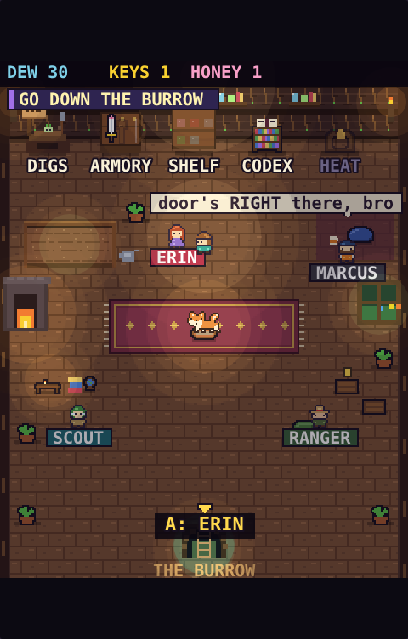 DEW 30 KEYS 1 HONEY 1
GO DOWN THE BURROW
DIGS ARMORY SHELF CODEX HEAT
door's RIGHT there, bro
ERIN
MARCUS
SCOUT
RANGER
A: ERIN
THE BURROW